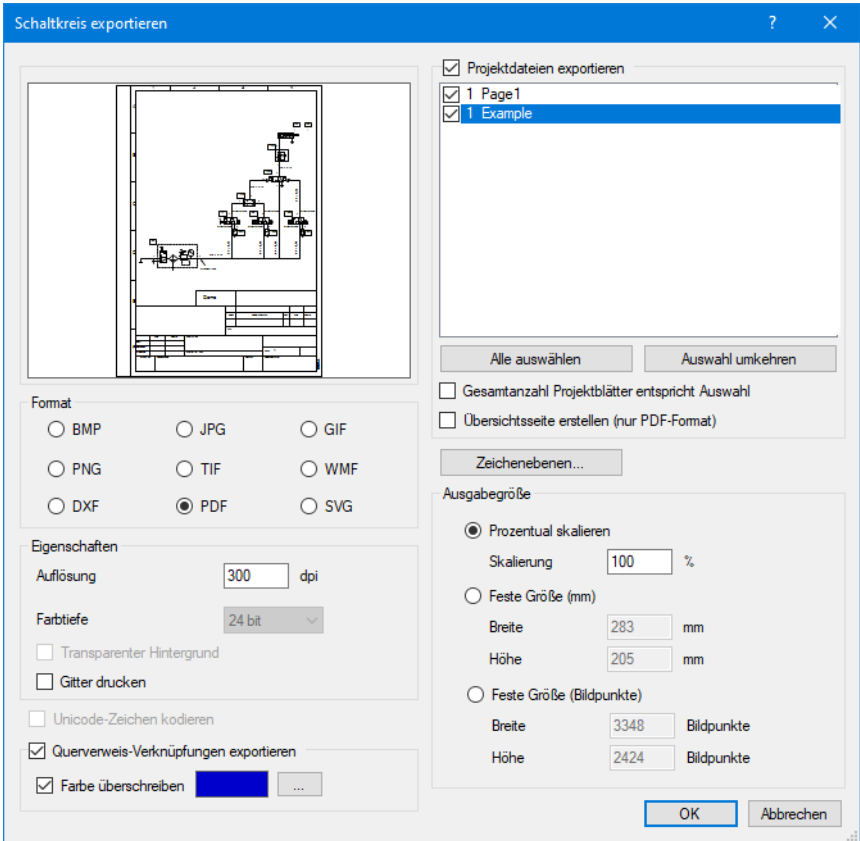 Schaltkreis exportieren
?
Projektdateien exportieren
1 Page1
1 Example
Alle auswählen
Auswahl umkehren
Gesamtanzahl Projektblätter entspricht Auswahl
Übersichtsseite erstellen (nur PDF-Format)
Format
BMP
JPG
GIF
PNG
TIF
WMF
DXF
PDF
SVG
Zeichenebenen...
Ausgabegröße
Prozentual skalieren
Skalierung 100 %
Feste Größe (mm)
Breite 283 mm
Höhe 205 mm
Feste Größe (Bildpunkte)
Breite 3348 Bildpunkte
Höhe 2424 Bildpunkte
Eigenschaften
Auflösung 300 dpi
Farbtiefe 24 bit
Transparenter Hintergrund
Gitter drucken
Unicode-Zeichen kodieren
Querverweis-Verknüpfungen exportieren
Farbe überschreiben ...
OK
Abbrechen